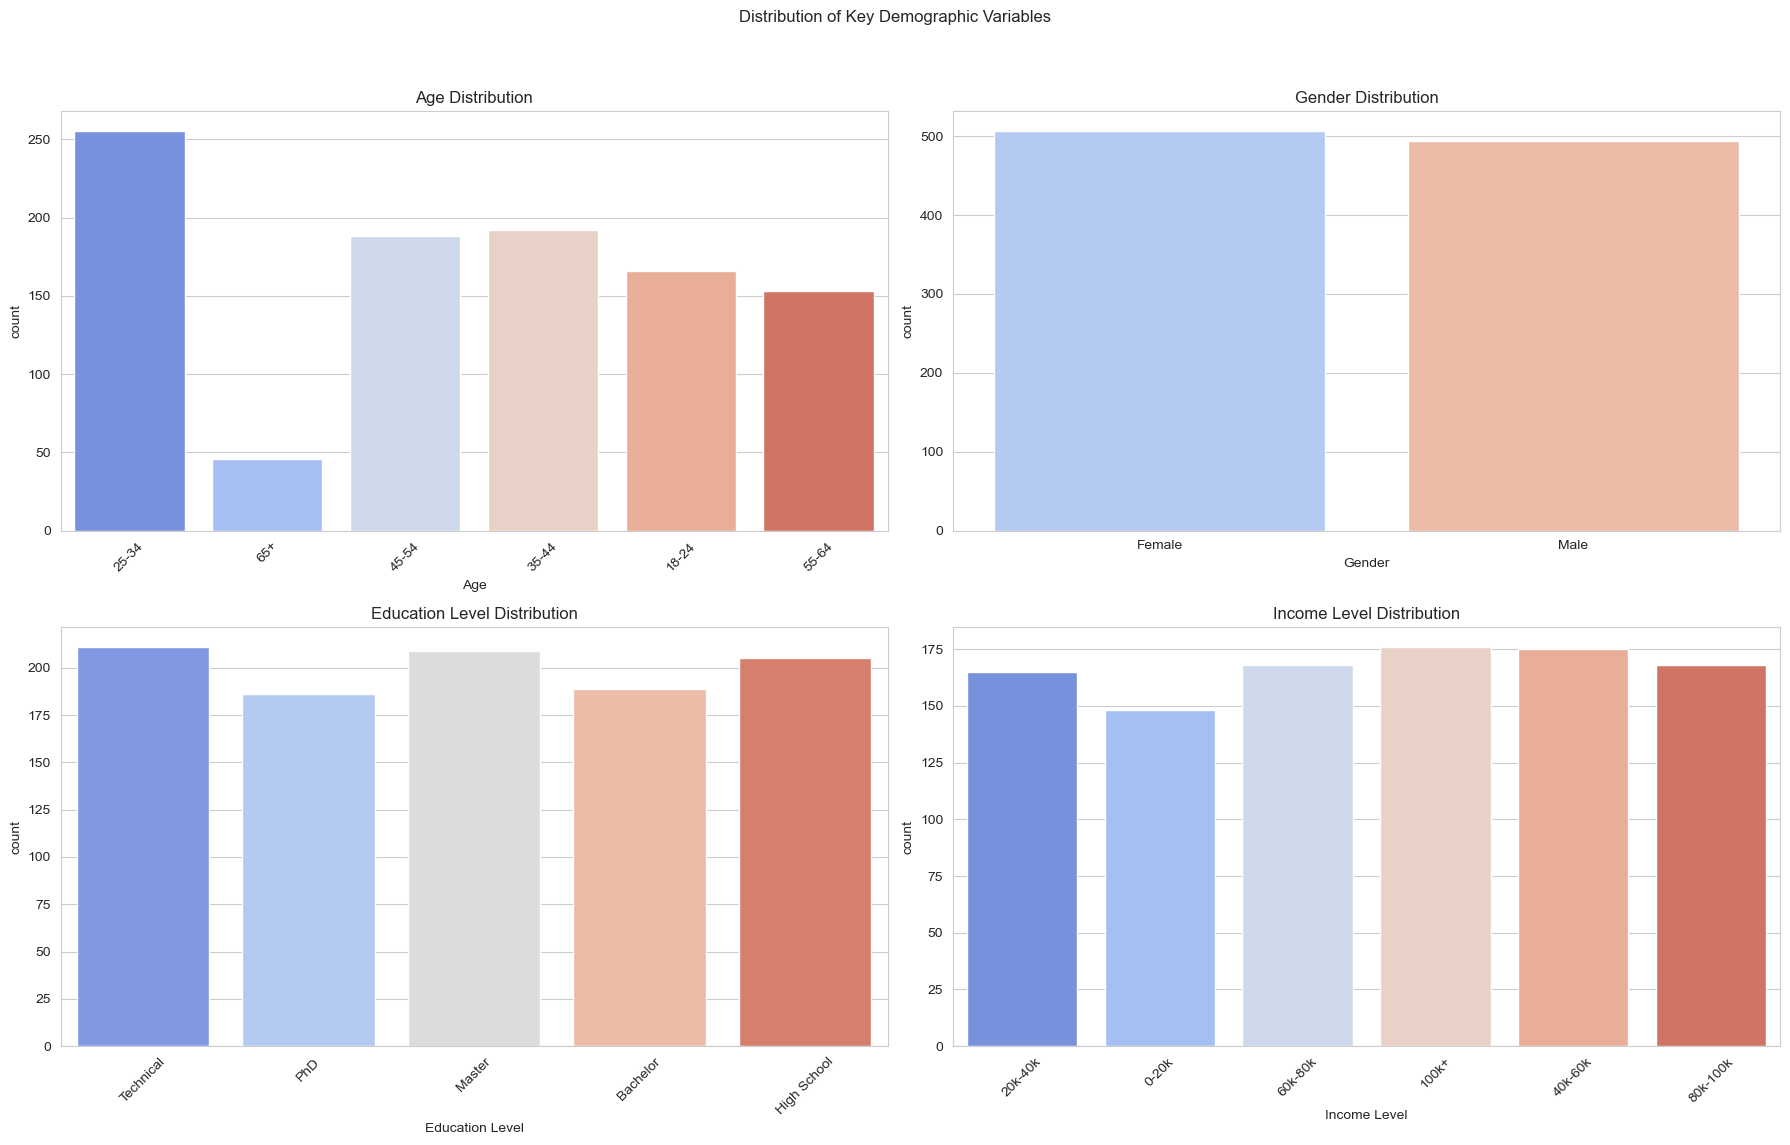 Distribution of Key Demographic Variables
Age Distribution
250
200
150
100
50
0
count
25-34
65+
45-54
35-44
18-24
55-64
Age
Gender Distribution
500
400
300
200
100
0
count
Female
Male
Gender
Education Level Distribution
200
175
150
125
100
75
50
25
0
count
Technical
PhD
Master
Bachelor
High School
Education Level
Income Level Distribution
175
150
125
100
75
50
25
0
count
20k-40k
0-20k
60k-80k
100k+
40k-60k
80k-100k
Income Level